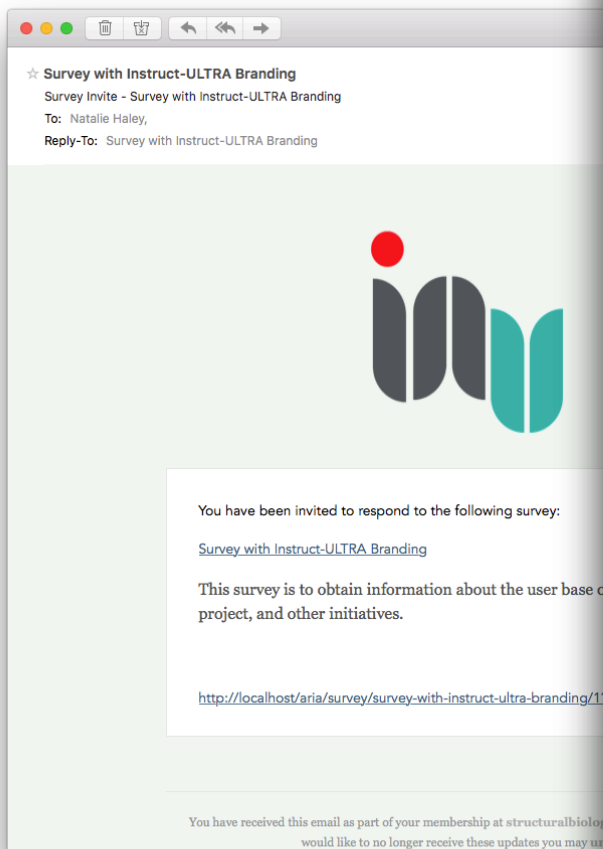 Survey with Instruct-ULTRA Branding
Survey Invite - Survey with Instruct-ULTRA Branding
To: Natalie Haley,
Reply-To: Survey with Instruct-ULTRA Branding
You have been invited to respond to the following survey:
Survey with Instruct-ULTRA Branding
This survey is to obtain information about the user base
project, and other initiatives.
http://localhost/aria/survey/survey-with-instruct-ultra-branding/1
You have received this email as part of your membership at
would like to no longer receive these updates you may